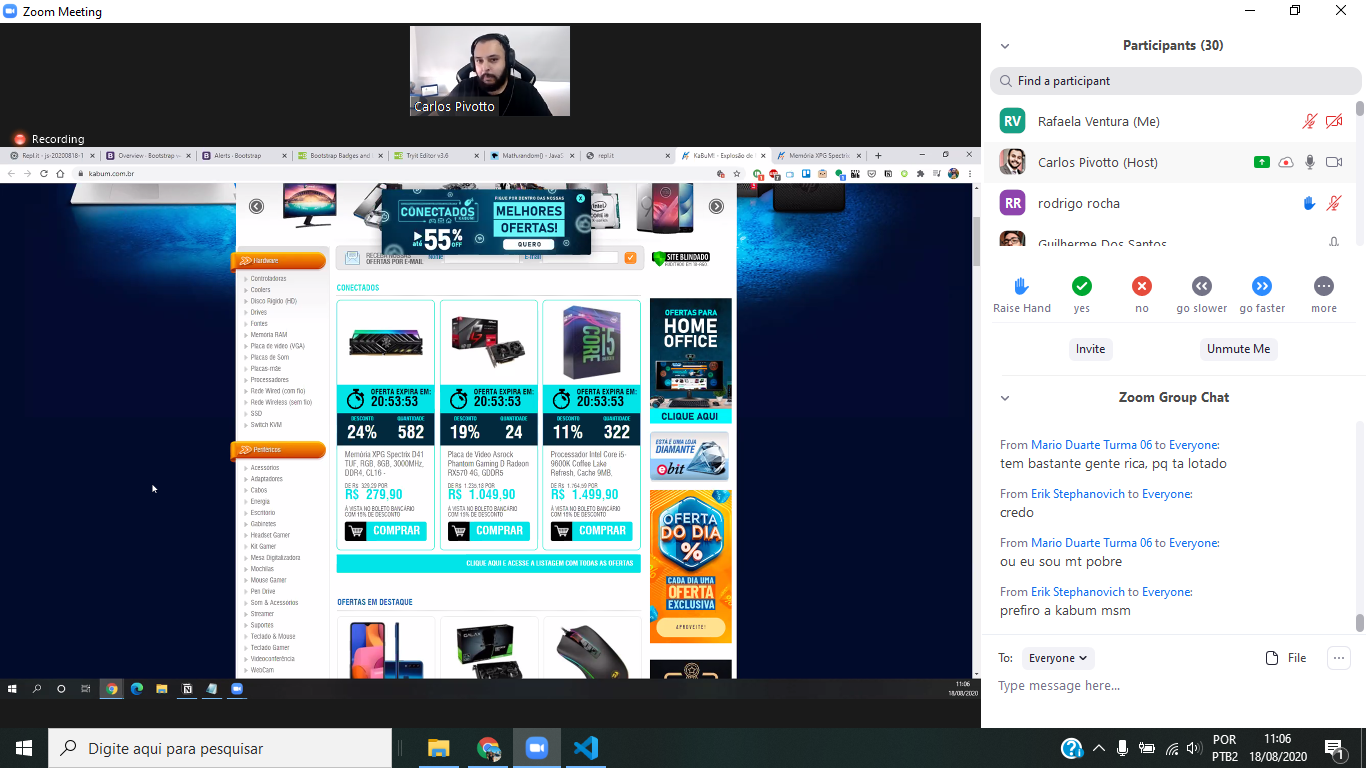 Zoom Meeting
Carlos Pivotto
Recording
Repl.it - js-20200818-1
Overview · Bootstrap v
Alerts · Bootstrap
Bootstrap Badges and
Tryit Editor v3.6
Math.random() - JavaS
repl.it
KaBuM! - Explosão de
Memória XPG Spectrix
kabum.com.br
CONECTADOS
É KABUM!
até 55% OFF
FIQUE POR DENTRO DAS NOSSAS
MELHORES
OFERTAS!
QUERO
X
RECEBA NOSSAS
OFERTAS POR E-MAIL
Nome
E-mail
SITE BLINDADO
Hardware
Controladoras
Coolers
Disco Rígido (HD)
Drives
Fontes
Memória RAM
Placa de vídeo (VGA)
Placas de Som
Placas-mãe
Processadores
Rede Wired (com fio)
Rede Wireless (sem fio)
SSD
Switch KVM
Periféricos
Acessorios
Adaptadores
Cabos
Energia
Escritório
Gabinetes
Headset Gamer
Kit Gamer
Mesa Digitalizadora
Mochilas
Mouse Gamer
Pen Drive
Som & Acessorios
Streamer
Suportes
Teclado & Mouse
Teclado Gamer
Videoconferência
WebCam
CONECTADOS
OFERTA EXPIRA EM:
20:53:53
DESCONTO QUANTIDADE
24% 582
Memória XPG Spectrix D41
TUF, RGB, 8GB, 3000MHz,
DDR4, CL16 -
DE R$ 329,29 POR
R$ 279,90
À VISTA NO BOLETO BANCÁRIO
COM 15% DE DESCONTO
COMPRAR
OFERTA EXPIRA EM:
20:53:53
DESCONTO QUANTIDADE
19% 24
Placa de Vídeo Asrock
Phantom Gaming D Radeon
RX570 4G, GDDR5
DE R$ 1.235,18 POR
R$ 1.049,90
À VISTA NO BOLETO BANCÁRIO
COM 15% DE DESCONTO
COMPRAR
CORE i5
OFERTA EXPIRA EM:
20:53:53
DESCONTO QUANTIDADE
11% 322
Processador Intel Core i5-
9600K Coffee Lake
Refresh, Cache 9MB,
DE R$ 1.764,59 POR
R$ 1.499,90
À VISTA NO BOLETO BANCÁRIO
COM 15% DE DESCONTO
COMPRAR
CLIQUE AQUI E ACESSE A LISTAGEM COM TODAS AS OFERTAS
OFERTAS EM DESTAQUE
OFERTAS PARA
HOME
OFFICE
CLIQUE AQUI
ESTA É UMA LOJA
DIAMANTE
ebit
OFERTA
DO DIA
%
CADA DIA UMA
OFERTA
EXCLUSIVA
APROVEITE!
11:06
18/08/2020
Participants (30)
Find a participant
RV Rafaela Ventura (Me)
Carlos Pivotto (Host)
RR rodrigo rocha
Guilherme Dos Santos
Raise Hand
yes
no
go slower
go faster
more
Invite
Unmute Me
Zoom Group Chat
From Mario Duarte Turma 06 to Everyone:
tem bastante gente rica, pq ta lotado
From Erik Stephanovich to Everyone:
credo
From Mario Duarte Turma 06 to Everyone:
ou eu sou mt pobre
From Erik Stephanovich to Everyone:
prefiro a kabum msm
To: Everyone
File
Type message here...
Digite aqui para pesquisar
POR
PTB2
11:06
18/08/2020
1